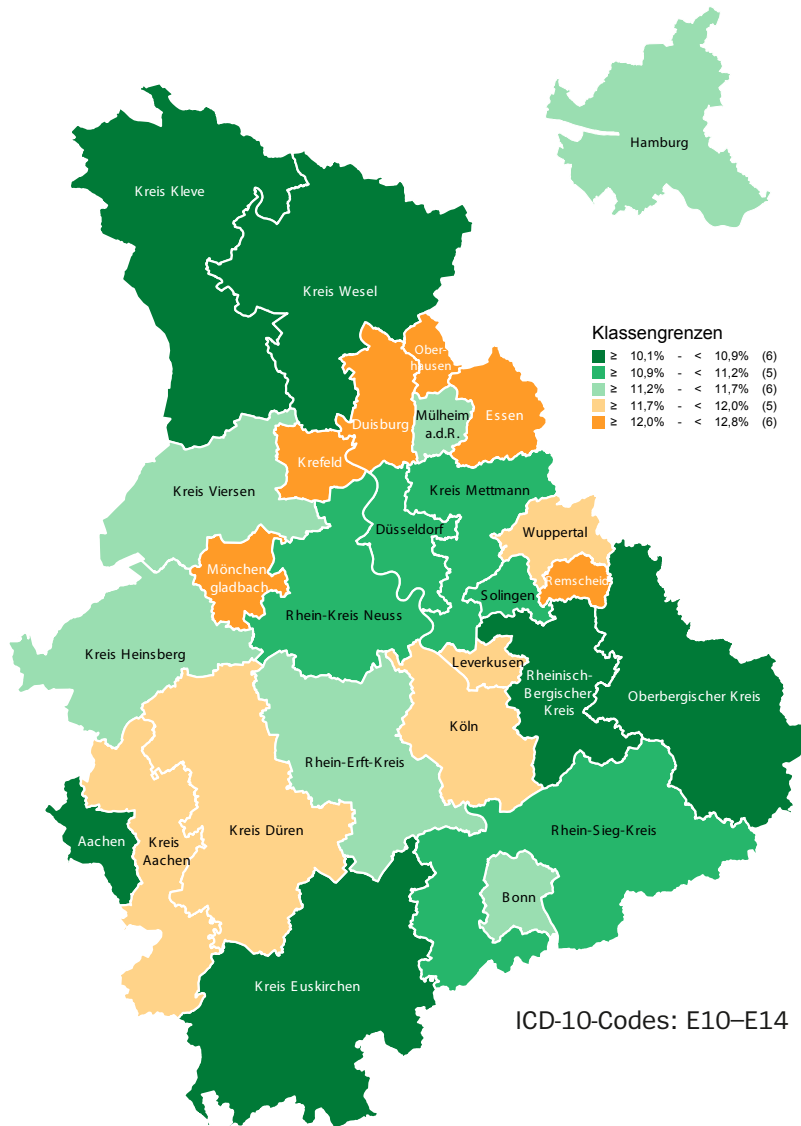 Hamburg
Kreis Kleve
Kreis Wesel
Klassengrenzen
≥ 10,1% - < 10,9% (6)
≥ 10,9% - < 11,2% (5)
≥ 11,2% - < 11,7% (6)
≥ 11,7% - < 12,0% (5)
≥ 12,0% - < 12,8% (6)
Ober-
hausen
Duisburg
Mülheim
a.d.R.
Essen
Krefeld
Kreis Viersen
Kreis Mettmann
Düsseldorf
Wuppertal
Mönchen
gladbach
Remscheid
Solingen
Rhein-Kreis Neuss
Kreis Heinsberg
Leverkusen
Rheinisch-
Bergischer
Kreis
Oberbergischer Kreis
Köln
Rhein-Erft-Kreis
Aachen
Kreis
Aachen
Kreis Düren
Rhein-Sieg-Kreis
Bonn
Kreis Euskirchen
ICD-10-Codes: E10–E14